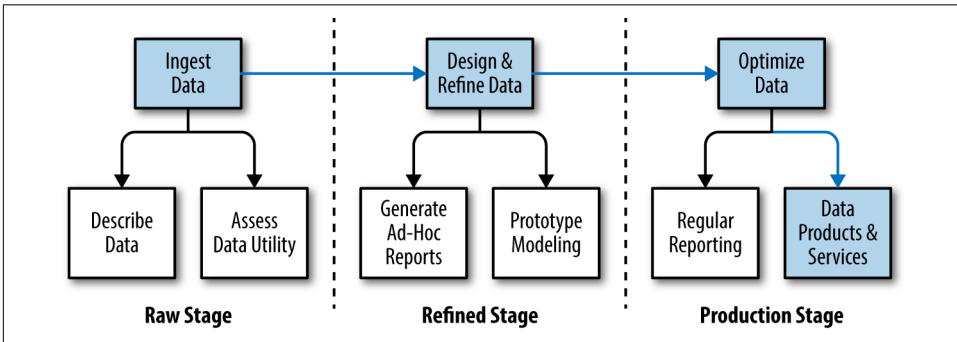 Ingest
Data
Design &
Refine Data
Optimize
Data
Describe
Data
Assess
Data Utility
Generate
Ad-Hoc
Reports
Prototype
Modeling
Regular
Reporting
Data
Products &
Services
Raw Stage
Refined Stage
Production Stage